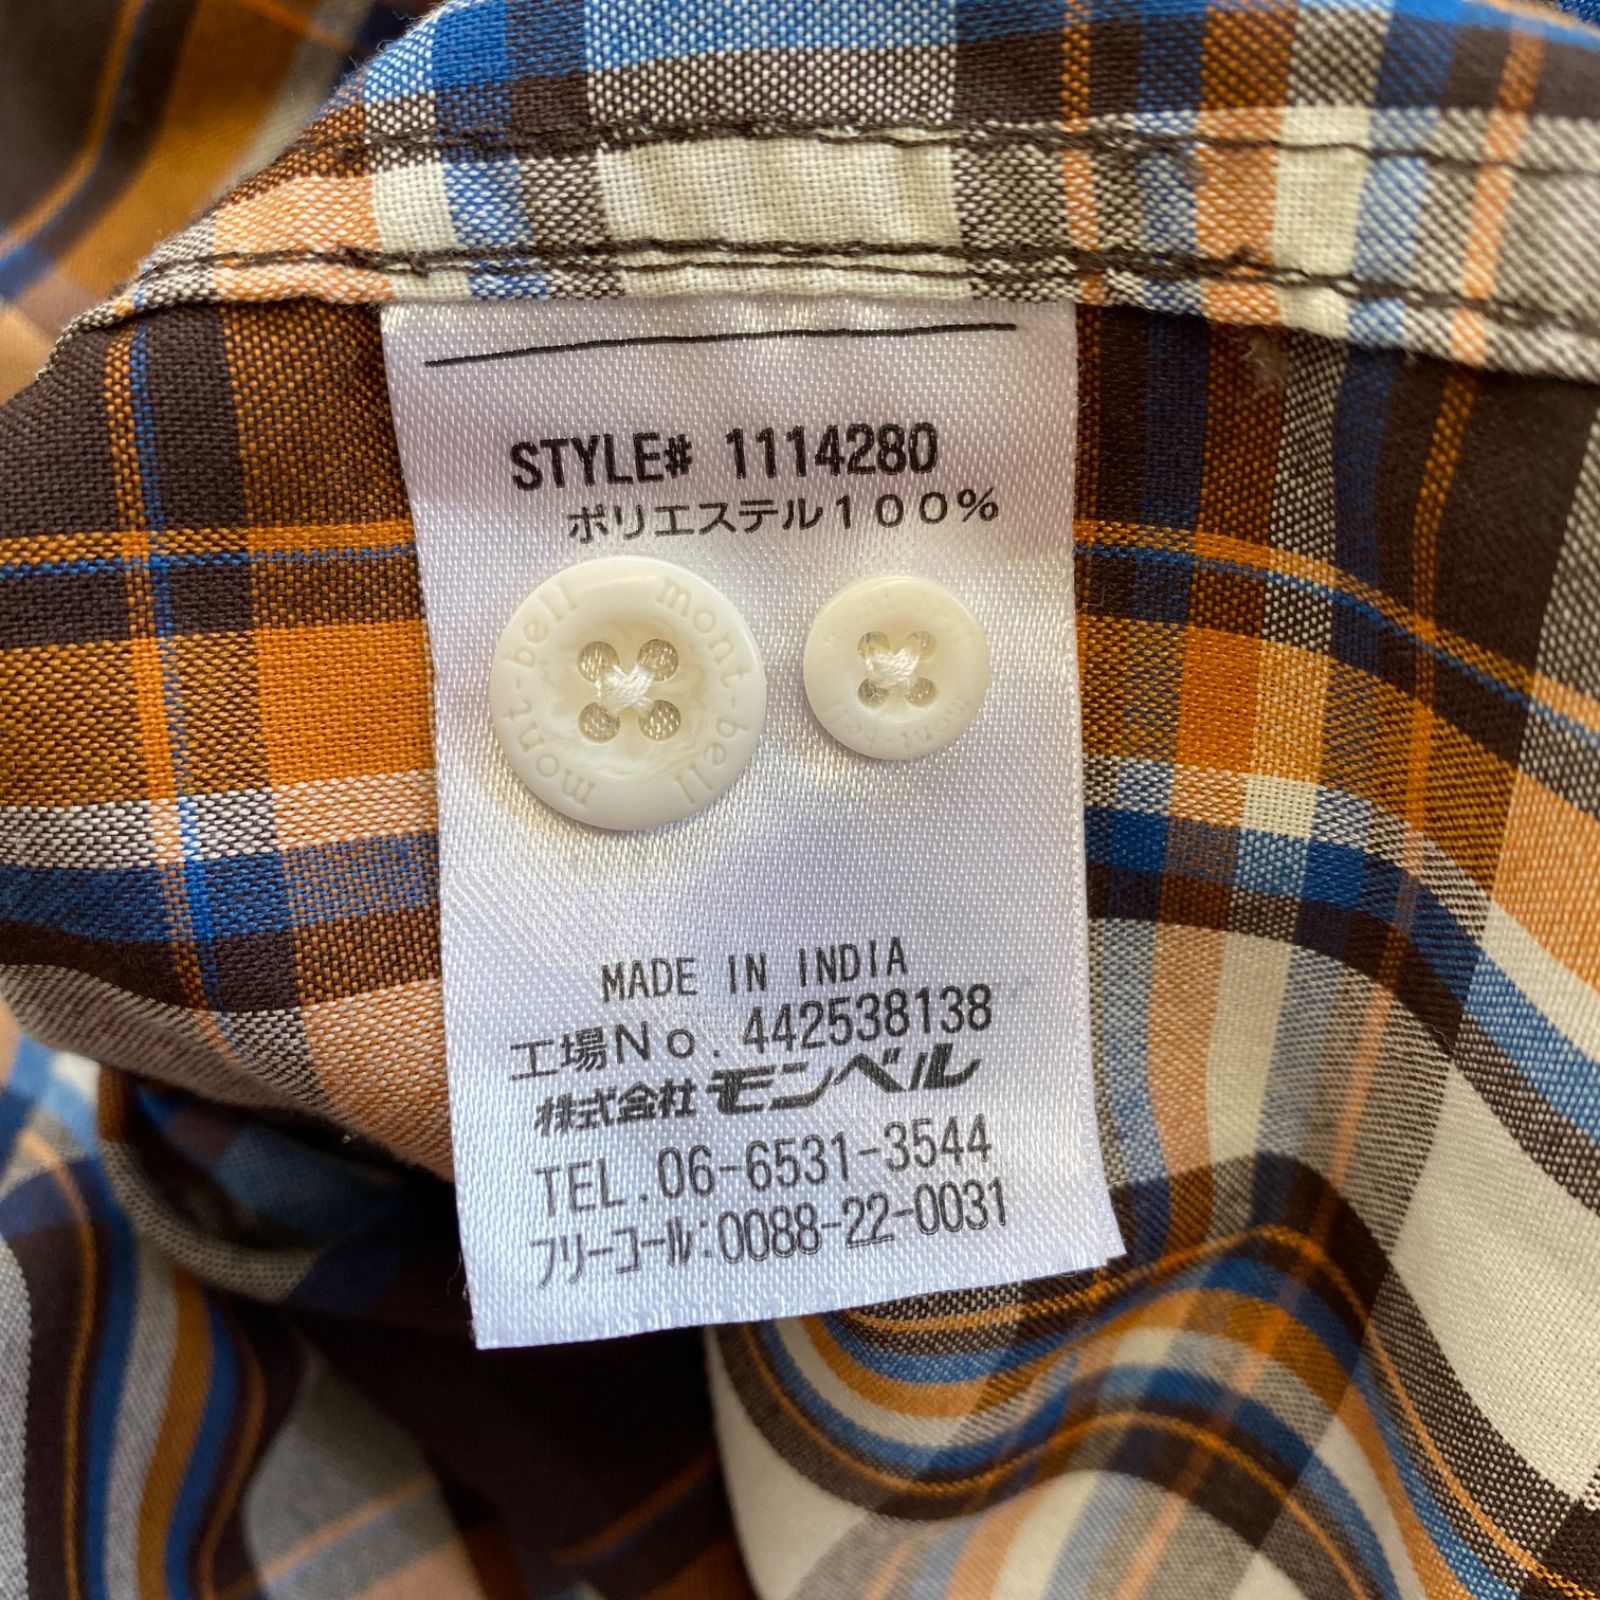 STYLE# 1114280
ポリエステル100%
mont-bell mont-bell
mont bell
MADE IN INDIA
工場No. 442538138
株式会社モンベル
TEL.06-6531-3544
フリーコール:0088-22-0031